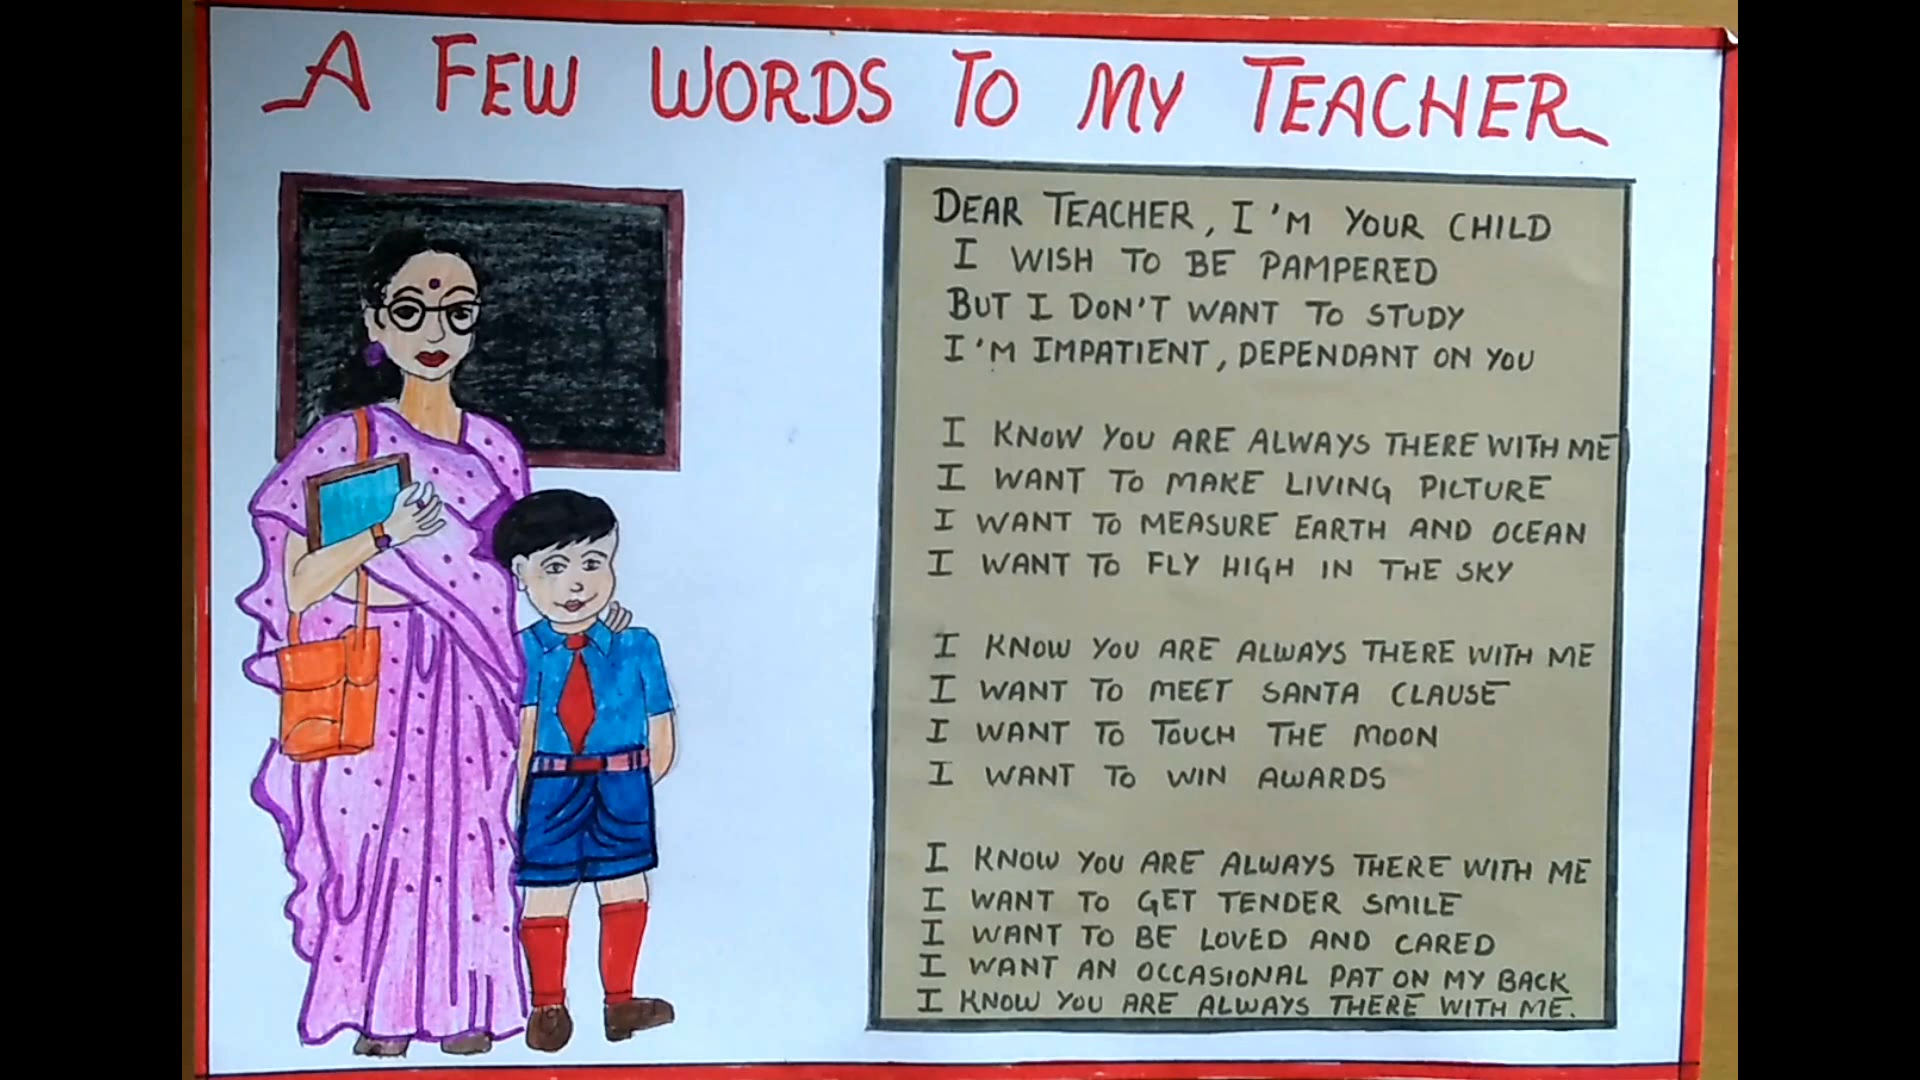 A FEW WORDS TO MY TEACHER
DEAR TEACHER, I'M YOUR CHILD
I WISH TO BE PAMPERED
BUT I DON'T WANT TO STUDY
I'M IMPATIENT, DEPENDANT ON YOU
I KNOW YOU ARE ALWAYS THERE WITH ME
I WANT TO MAKE LIVING PICTURE
I WANT TO MEASURE EARTH AND OCEAN
I WANT TO FLY HIGH IN THE SKY
I KNOW YOU ARE ALWAYS THERE WITH ME
I WANT TO MEET SANTA CLAUSE
I WANT TO TOUCH THE MOON
I WANT TO WIN AWARDS
I KNOW YOU ARE ALWAYS THERE WITH ME
I WANT TO GET TENDER SMILE
I WANT TO BE LOVED AND CARED
I WANT AN OCCASIONAL PAT ON MY BACK
I KNOW YOU ARE ALWAYS THERE WITH ME.